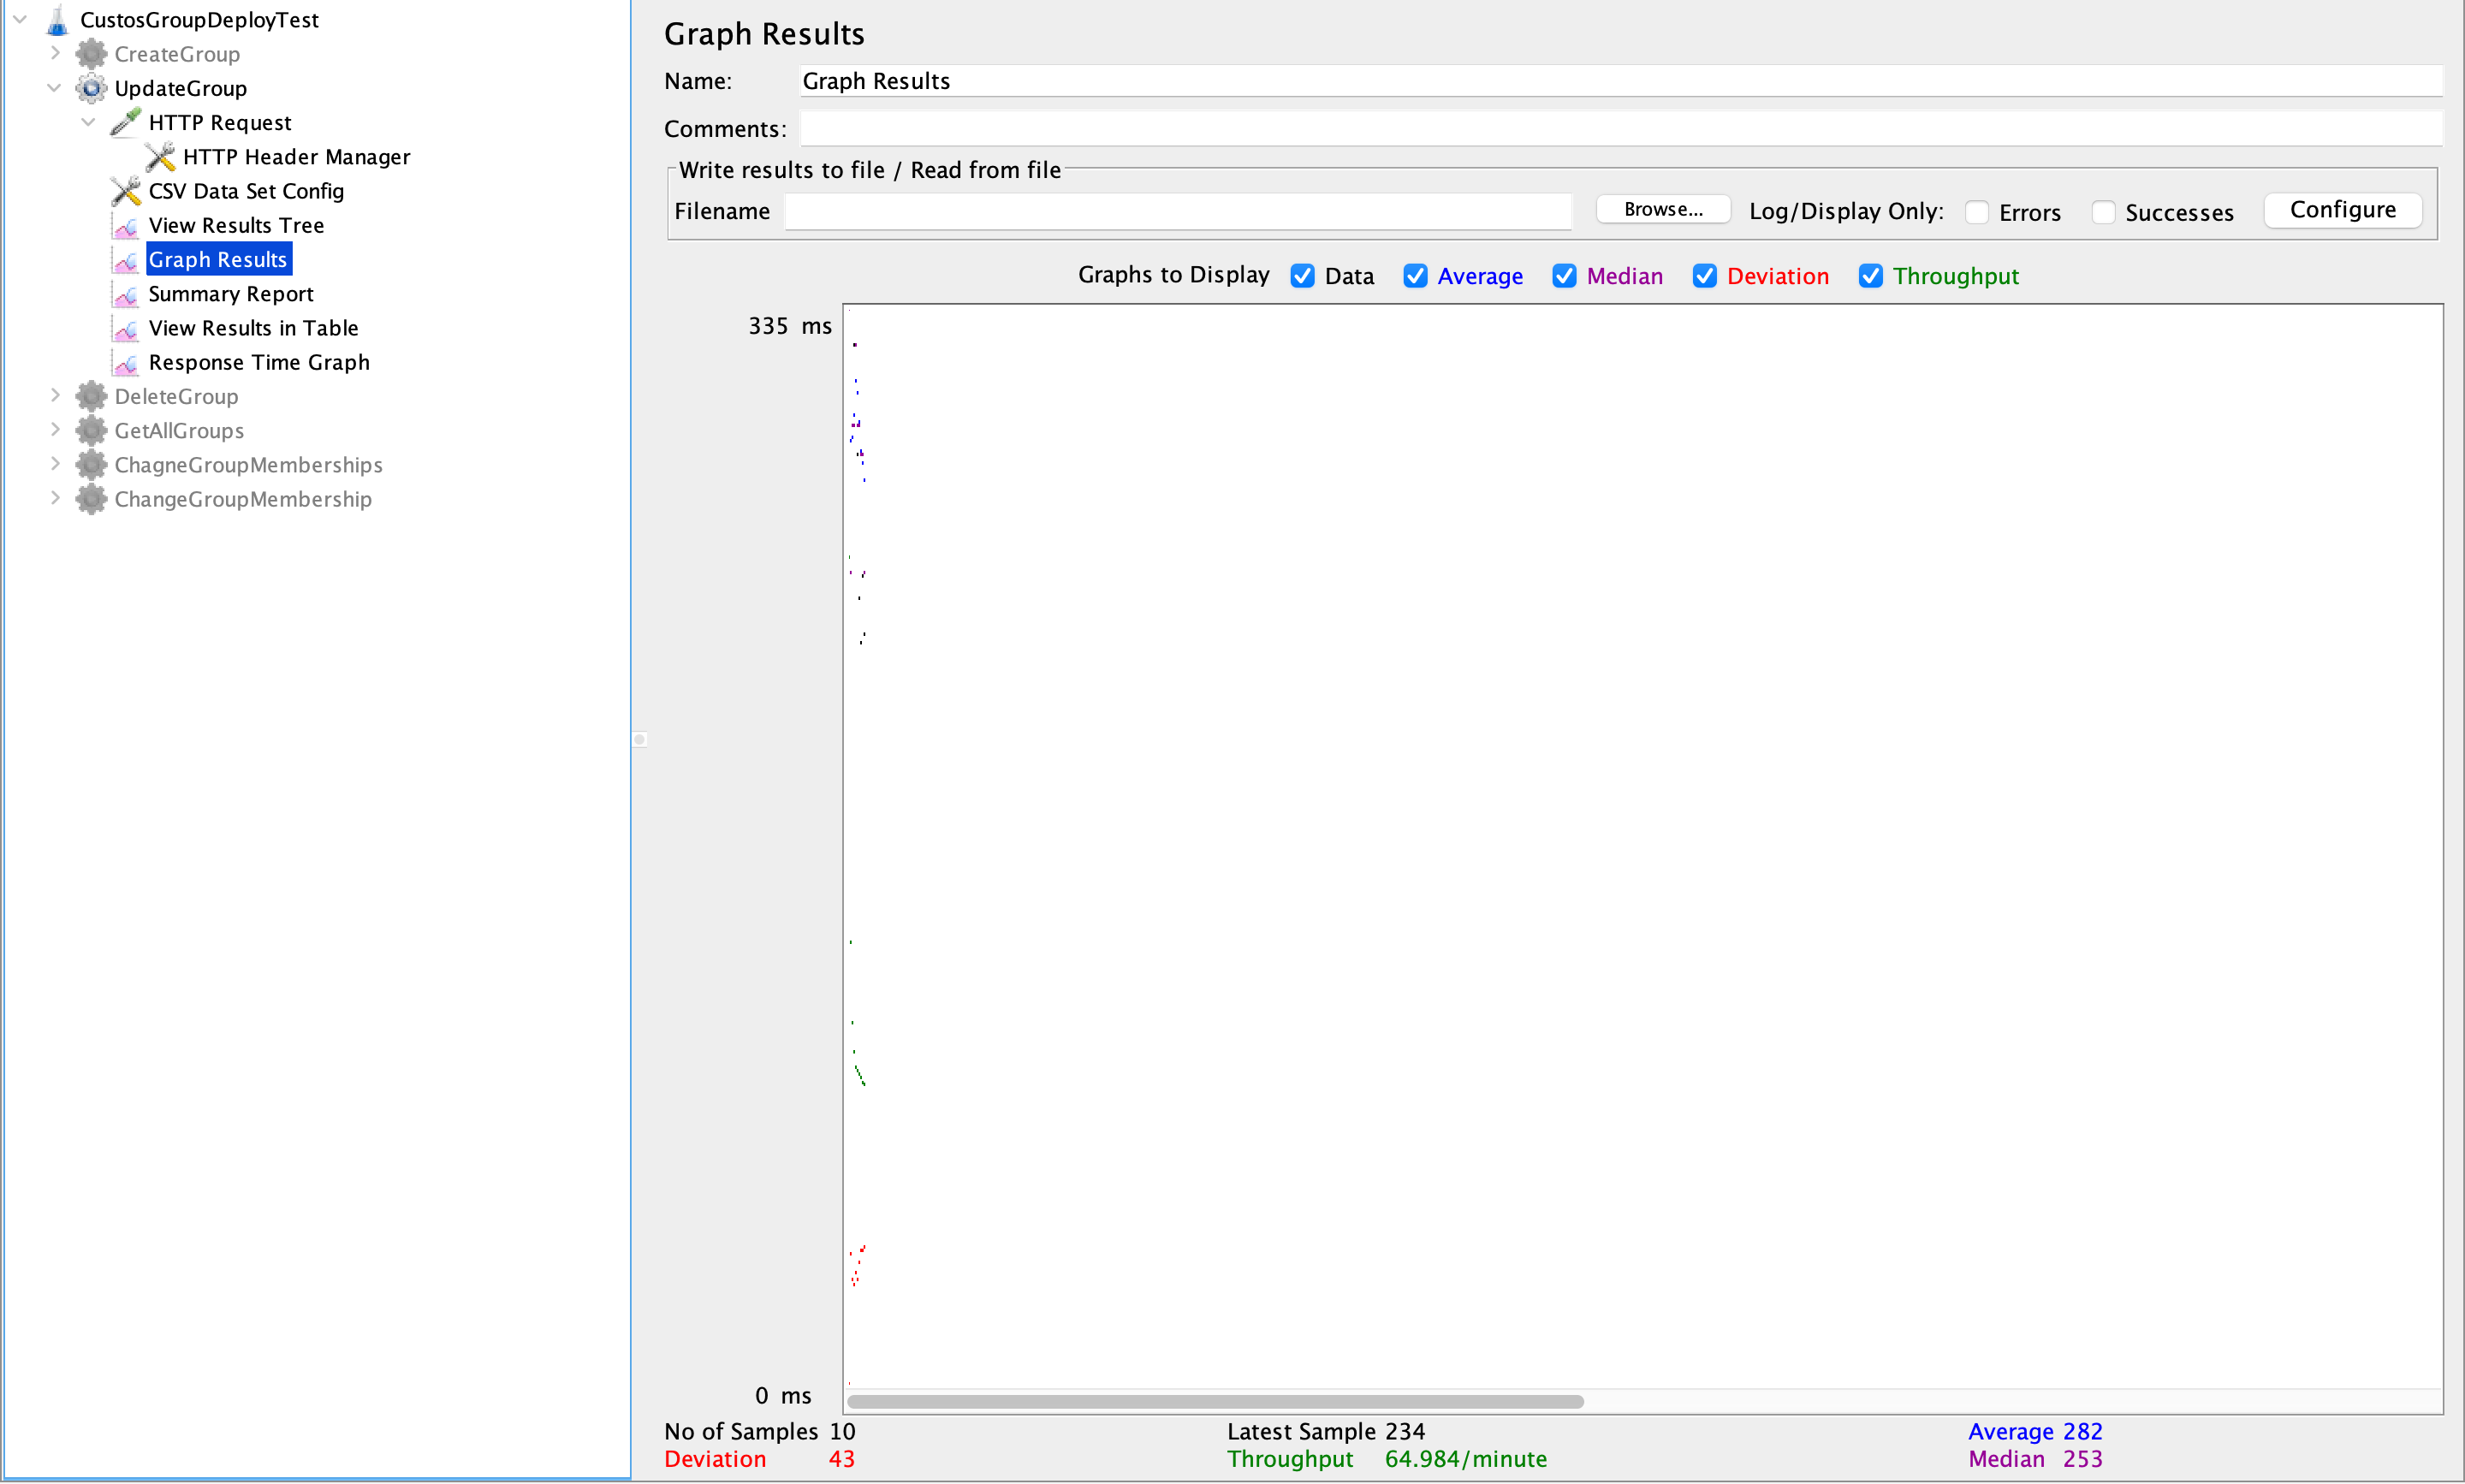 CustosGroupDeployTest
CreateGroup
UpdateGroup
HTTP Request
HTTP Header Manager
CSV Data Set Config
View Results Tree
Graph Results
Summary Report
View Results in Table
Response Time Graph
DeleteGroup
GetAllGroups
ChagneGroupMemberships
ChangeGroupMembership
Graph Results
Name: Graph Results
Comments:
Write results to file / Read from file
Filename Browse... Log/Display Only: Errors Successes Configure
Graphs to Display Data Average Median Deviation Throughput
335 ms
0 ms
No of Samples 10 Latest Sample 234 Average 282
Deviation 43 Throughput 64.984/minute Median 253